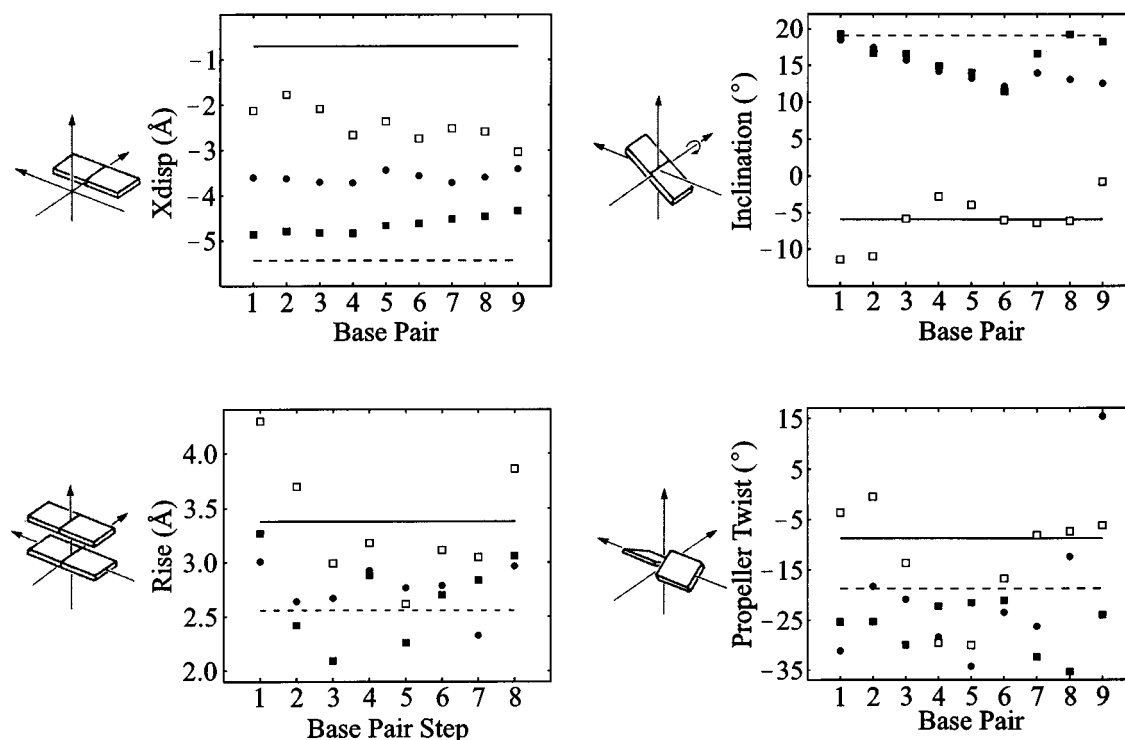 Xdisp (Å)
−1
−2
−3
−4
−5
1 2 3 4 5 6 7 8 9
Base Pair
Inclination (°)
20
15
10
5
0
−5
−10
1 2 3 4 5 6 7 8 9
Base Pair
Rise (Å)
4.0
3.5
3.0
2.5
2.0
1 2 3 4 5 6 7 8
Base Pair Step
Propeller Twist (°)
15
5
−5
−15
−25
−35
1 2 3 4 5 6 7 8 9
Base Pair